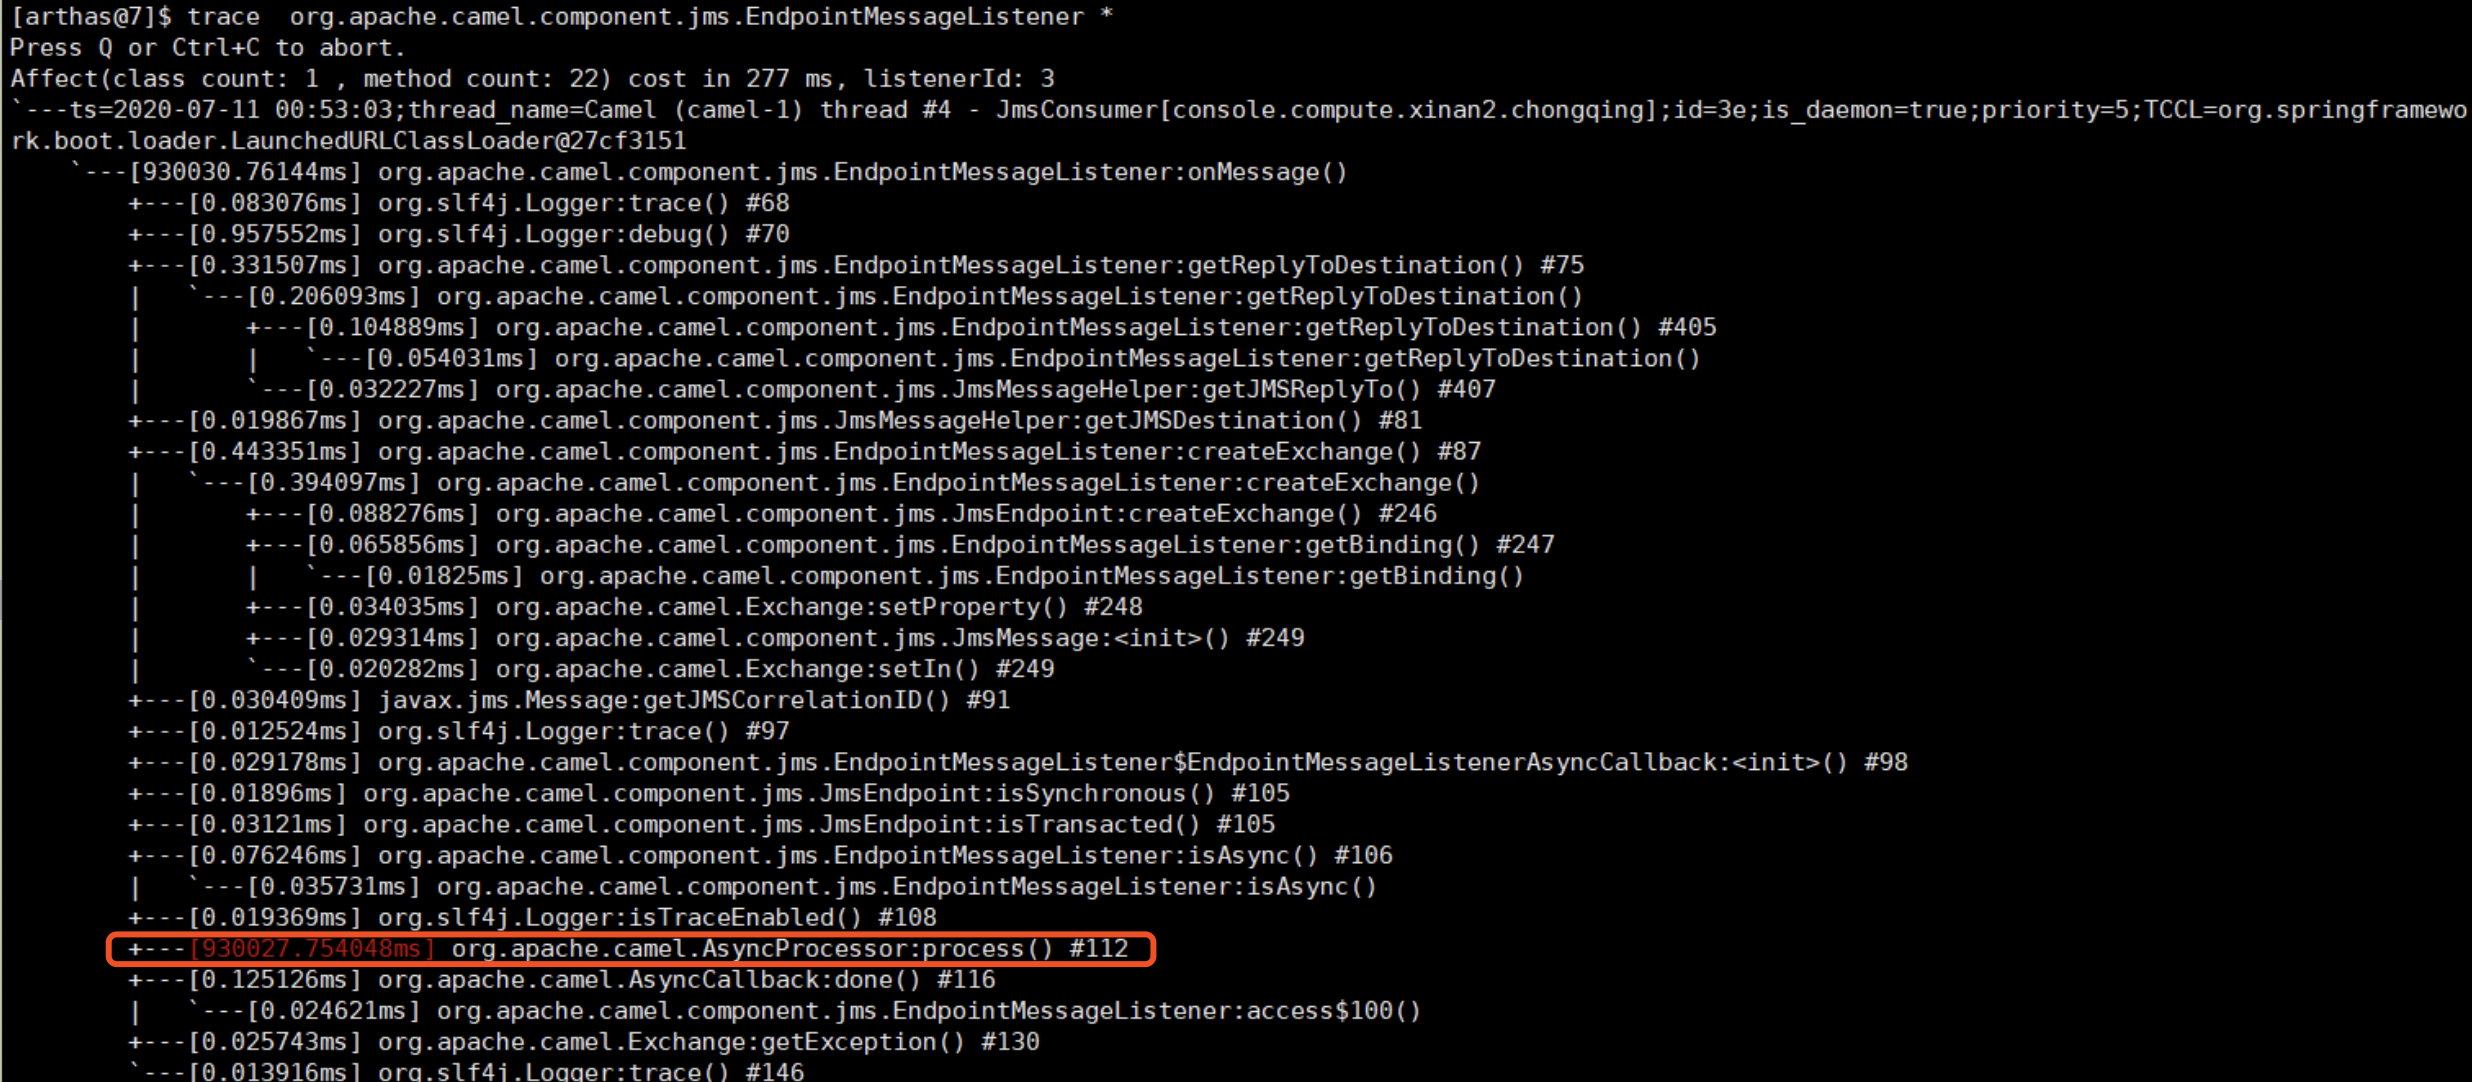 [arthas@7]$ trace  org.apache.camel.component.jms.EndpointMessageListener *
Press Q or Ctrl+C to abort.
Affect(class count: 1 , method count: 22) cost in 277 ms, listenerId: 3
`---ts=2020-07-11 00:53:03;thread_name=Camel (camel-1) thread #4 - JmsConsumer[console.compute.xinan2.chongqing];id=3e;is_daemon=true;priority=5;TCCL=org.springframewo
rk.boot.loader.LaunchedURLClassLoader@27cf3151
    `---[930030.76144ms] org.apache.camel.component.jms.EndpointMessageListener:onMessage()
        +---[0.083076ms] org.slf4j.Logger:trace() #68
        +---[0.957552ms] org.slf4j.Logger:debug() #70
        +---[0.331507ms] org.apache.camel.component.jms.EndpointMessageListener:getReplyToDestination() #75
        |   `---[0.206093ms] org.apache.camel.component.jms.EndpointMessageListener:getReplyToDestination()
        |       +---[0.104889ms] org.apache.camel.component.jms.EndpointMessageListener:getReplyToDestination() #405
        |       |   `---[0.054031ms] org.apache.camel.component.jms.EndpointMessageListener:getReplyToDestination()
        |       `---[0.032227ms] org.apache.camel.component.jms.JmsMessageHelper:getJMSReplyTo() #407
        +---[0.019867ms] org.apache.camel.component.jms.JmsMessageHelper:getJMSDestination() #81
        +---[0.443351ms] org.apache.camel.component.jms.EndpointMessageListener:createExchange() #87
        |   `---[0.394097ms] org.apache.camel.component.jms.EndpointMessageListener:createExchange()
        |       +---[0.088276ms] org.apache.camel.component.jms.JmsEndpoint:createExchange() #246
        |       +---[0.065856ms] org.apache.camel.component.jms.EndpointMessageListener:getBinding() #247
        |       |   `---[0.01825ms] org.apache.camel.component.jms.EndpointMessageListener:getBinding()
        |       +---[0.034035ms] org.apache.camel.Exchange:setProperty() #248
        |       +---[0.029314ms] org.apache.camel.component.jms.JmsMessage:<init>() #249
        |       `---[0.020282ms] org.apache.camel.Exchange:setIn() #249
        +---[0.030409ms] javax.jms.Message:getJMSCorrelationID() #91
        +---[0.012524ms] org.slf4j.Logger:trace() #97
        +---[0.029178ms] org.apache.camel.component.jms.EndpointMessageListener$EndpointMessageListenerAsyncCallback:<init>() #98
        +---[0.01896ms] org.apache.camel.component.jms.JmsEndpoint:isSynchronous() #105
        +---[0.03121ms] org.apache.camel.component.jms.JmsEndpoint:isTransacted() #105
        +---[0.076246ms] org.apache.camel.component.jms.EndpointMessageListener:isAsync() #106
        |   `---[0.035731ms] org.apache.camel.component.jms.EndpointMessageListener:isAsync()
        +---[0.019369ms] org.slf4j.Logger:isTraceEnabled() #108
        +---[930027.754048ms] org.apache.camel.AsyncProcessor:process() #112
        +---[0.125126ms] org.apache.camel.AsyncCallback:done() #116
        |   `---[0.024621ms] org.apache.camel.component.jms.EndpointMessageListener:access$100()
        +---[0.025743ms] org.apache.camel.Exchange:getException() #130
        `---[0.013916ms] org.slf4j.Logger:trace() #146